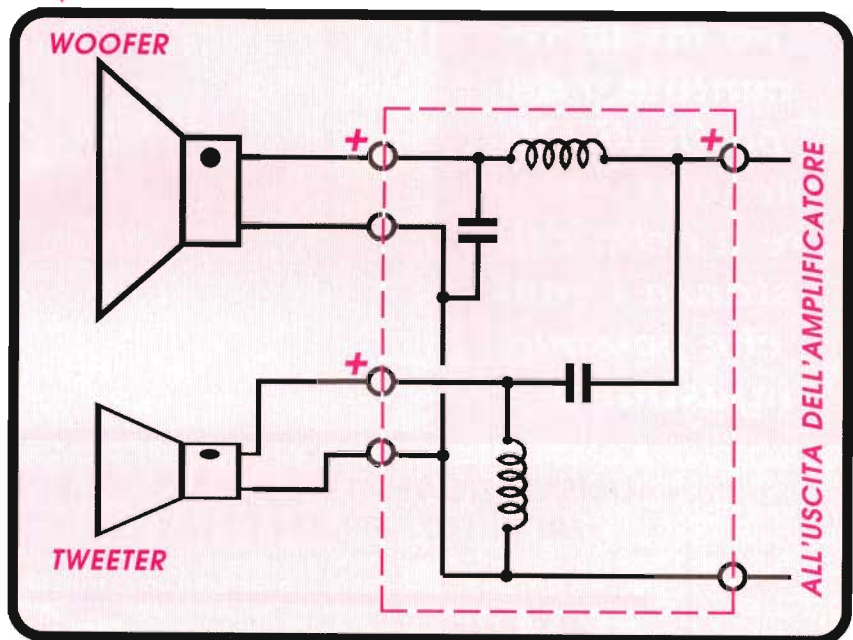 WOOFER
+
+
ALL'USCITA DELL'AMPLIFICATORE
+
TWEETER